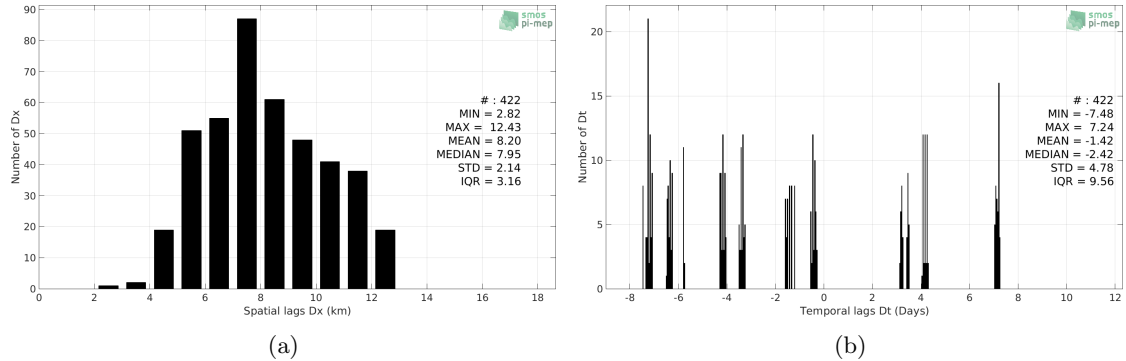 smos
pi-mep
90
80
70
60
50
40
30
20
10
0
Number of Dx
# : 422
MIN = 2.82
MAX = 12.43
MEAN = 8.20
MEDIAN = 7.95
STD = 2.14
IQR = 3.16
0 2 4 6 8 10 12 14 16 18
Spatial lags Dx (km)
(a)
smos
pi-mep
20
15
10
5
0
Number of Dt
# : 422
MIN = -7.48
MAX = 7.24
MEAN = -1.42
MEDIAN = -2.42
STD = 4.78
IQR = 9.56
-8 -6 -4 -2 0 2 4 6 8 10 12
Temporal lags Dt (Days)
(b)